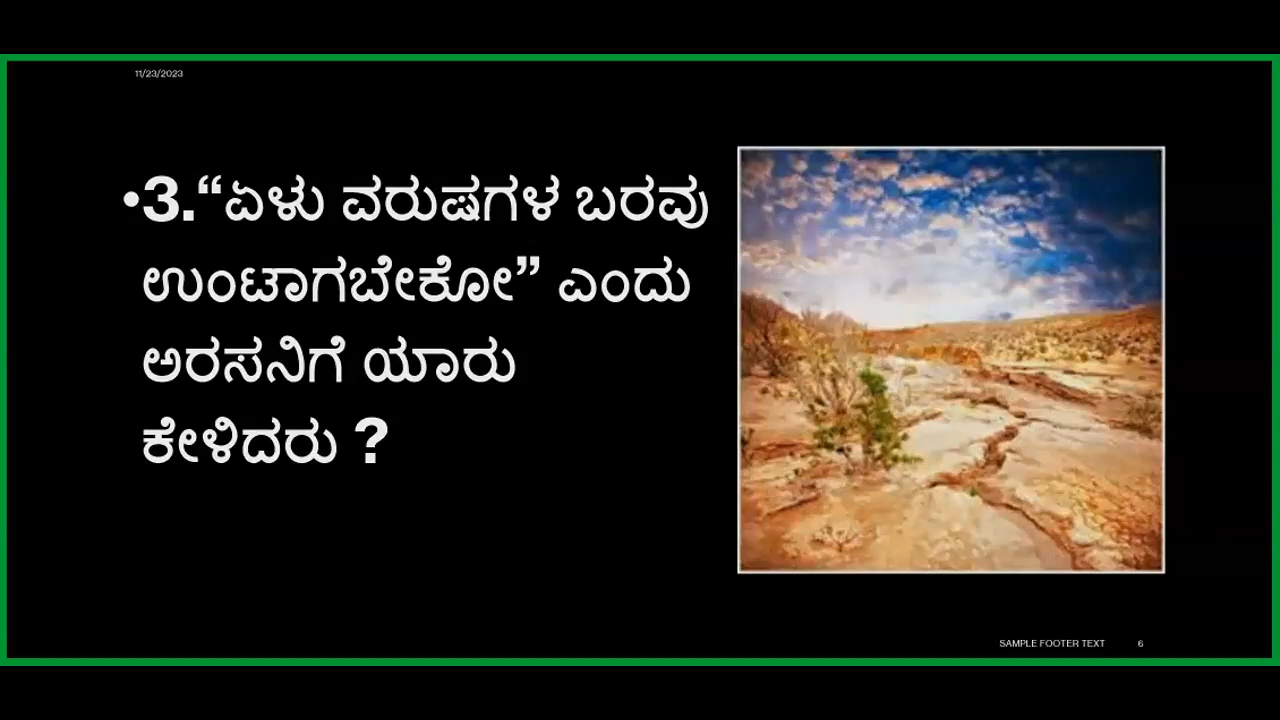 11/23/2023
•3.“ಏಳು ವರುಷಗಳ ಬರವು
ಉಂಟಾಗಬೇಕೋ” ಎಂದು
ಅರಸನಿಗೆ ಯಾರು
ಕೇಳಿದರು ?
SAMPLE FOOTER TEXT 6